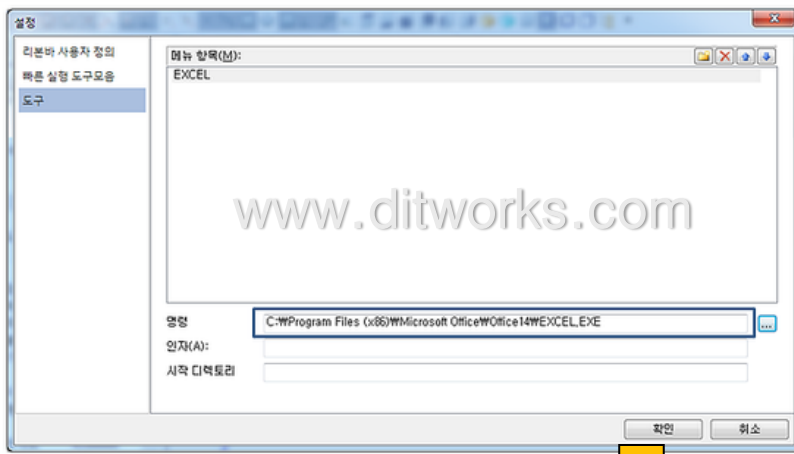 설정
리본바 사용자 정의
빠른 실행 도구모음
도구
메뉴 항목(M):
EXCEL
www.ditworks.com
명령
C:₩Program Files (x86)₩Microsoft Office₩Office14₩EXCEL.EXE
...
인자(A):
시작 디렉토리
확인
취소